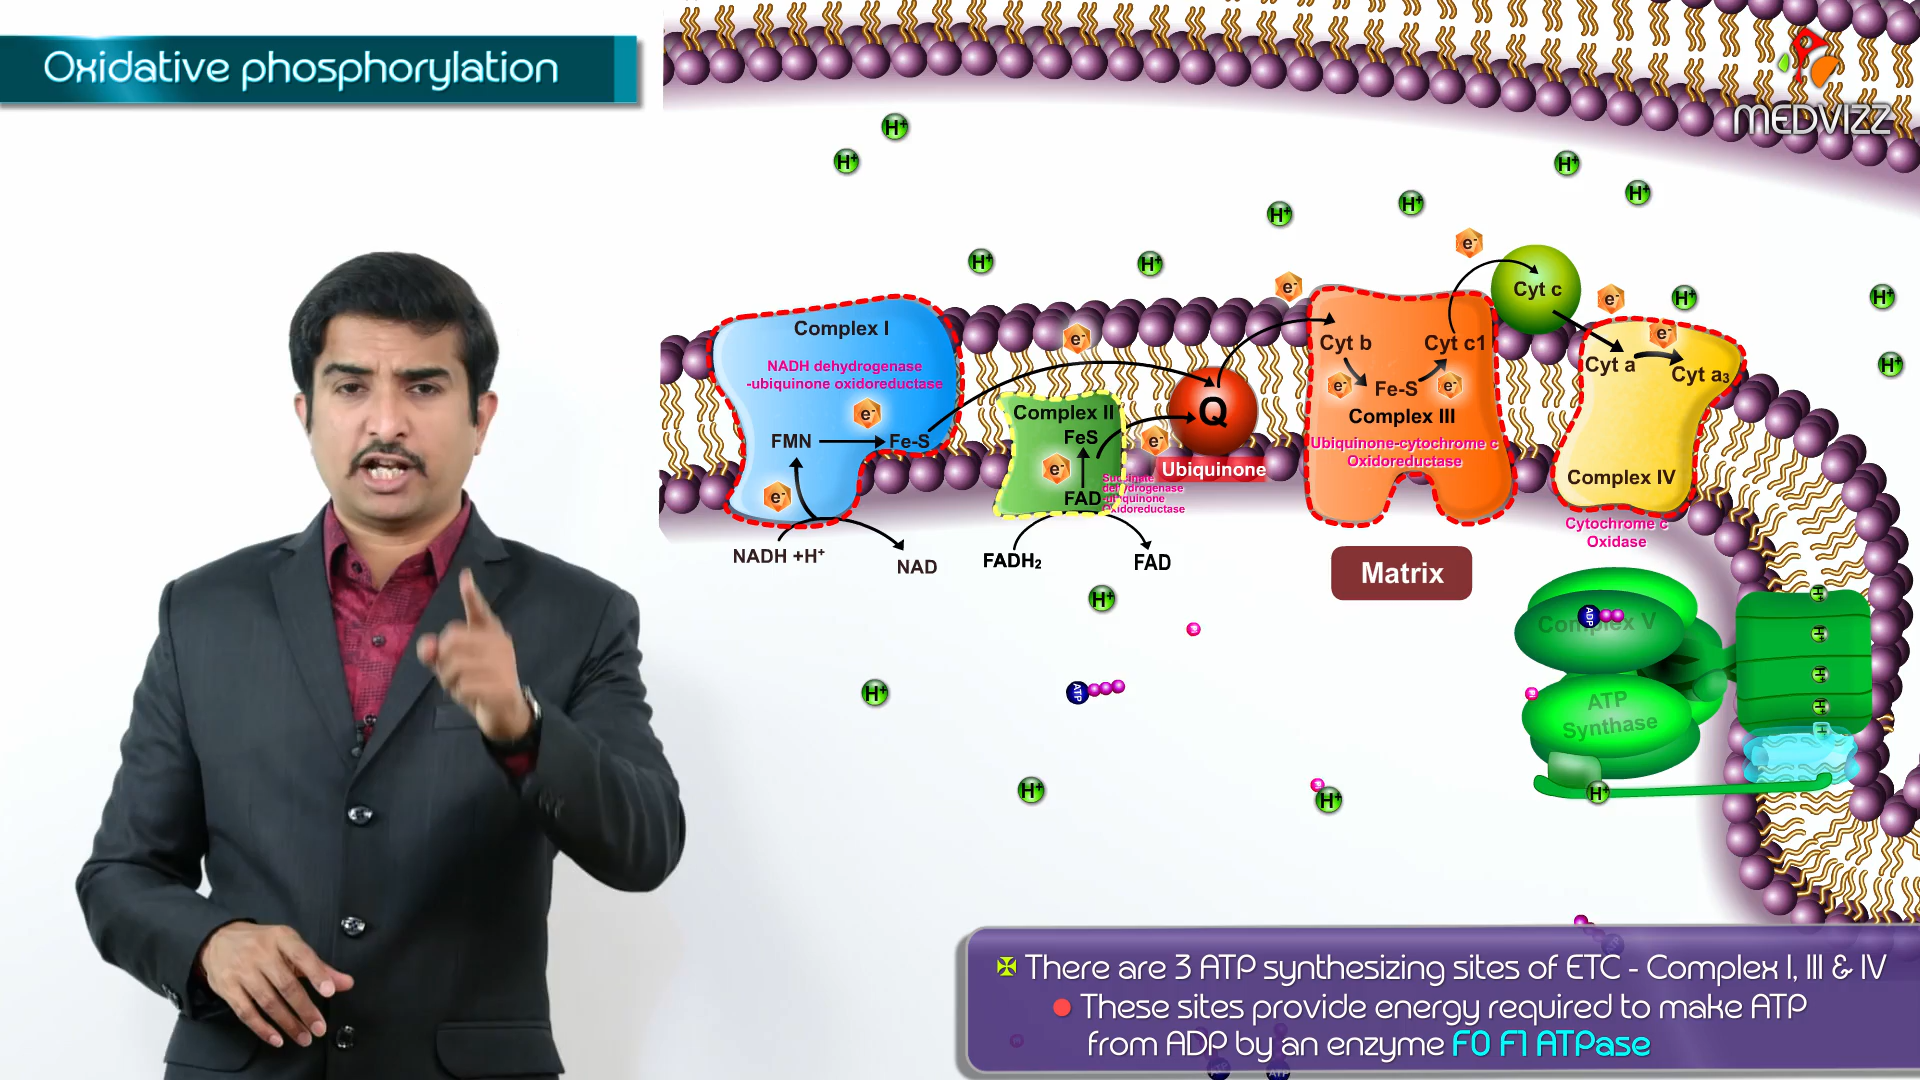 Oxidative phosphorylation
MEDVIZZ
H⁺
H⁺
H⁺
H⁺
H⁺
H⁺
H⁺
H⁺
H⁺
H⁺
H⁺
H⁺
e⁻
e⁻
e⁻
Cyt c
e⁻
e⁻
Complex I
NADH dehydrogenase
-ubiquinone oxidoreductase
e⁻
FMN
Fe-S
e⁻
NADH +H⁺
NAD
Complex II
FeS
e⁻
FAD
e⁻
FADH₂
FAD
Q
Ubiquinone
Cyt b
Cyt c1
e⁻
Fe-S
e⁻
Complex III
Ubiquinone-cytochrome c
Oxidoreductase
Cyt a
Cyt a₃
Complex IV
Cytochrome c
Oxidase
Matrix
H⁺
H⁺
ATP
H⁺
H⁺
Complex V
ADP
ATP
Synthase
H⁺
H⁺
H⁺
H⁺
H⁺
H⁺
There are 3 ATP synthesizing sites of ETC - Complex I, III & IV
These sites provide energy required to make ATP
from ADP by an enzyme F0 F1 ATPase